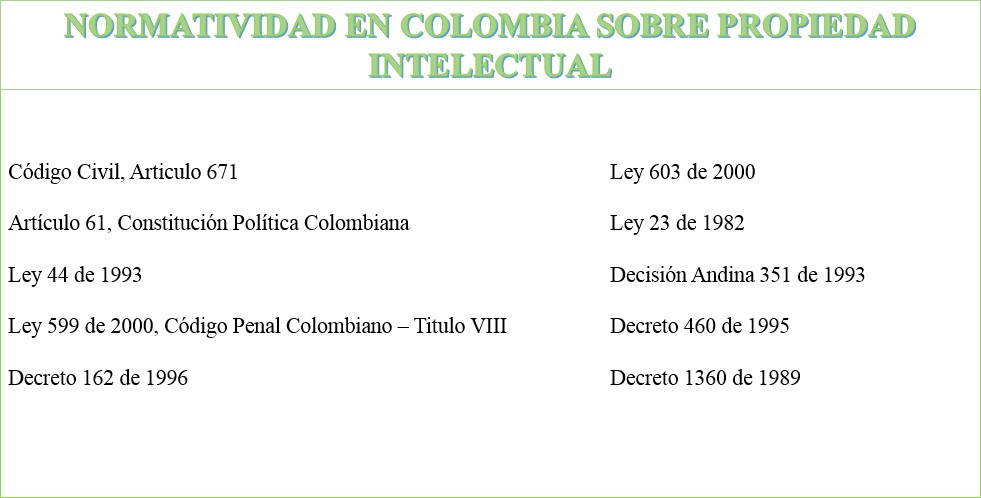 NORMATIVIDAD EN COLOMBIA SOBRE PROPIEDAD
INTELECTUAL
Código Civil, Articulo 671
Artículo 61, Constitución Política Colombiana
Ley 44 de 1993
Ley 599 de 2000, Código Penal Colombiano – Titulo VIII
Decreto 162 de 1996
Ley 603 de 2000
Ley 23 de 1982
Decisión Andina 351 de 1993
Decreto 460 de 1995
Decreto 1360 de 1989